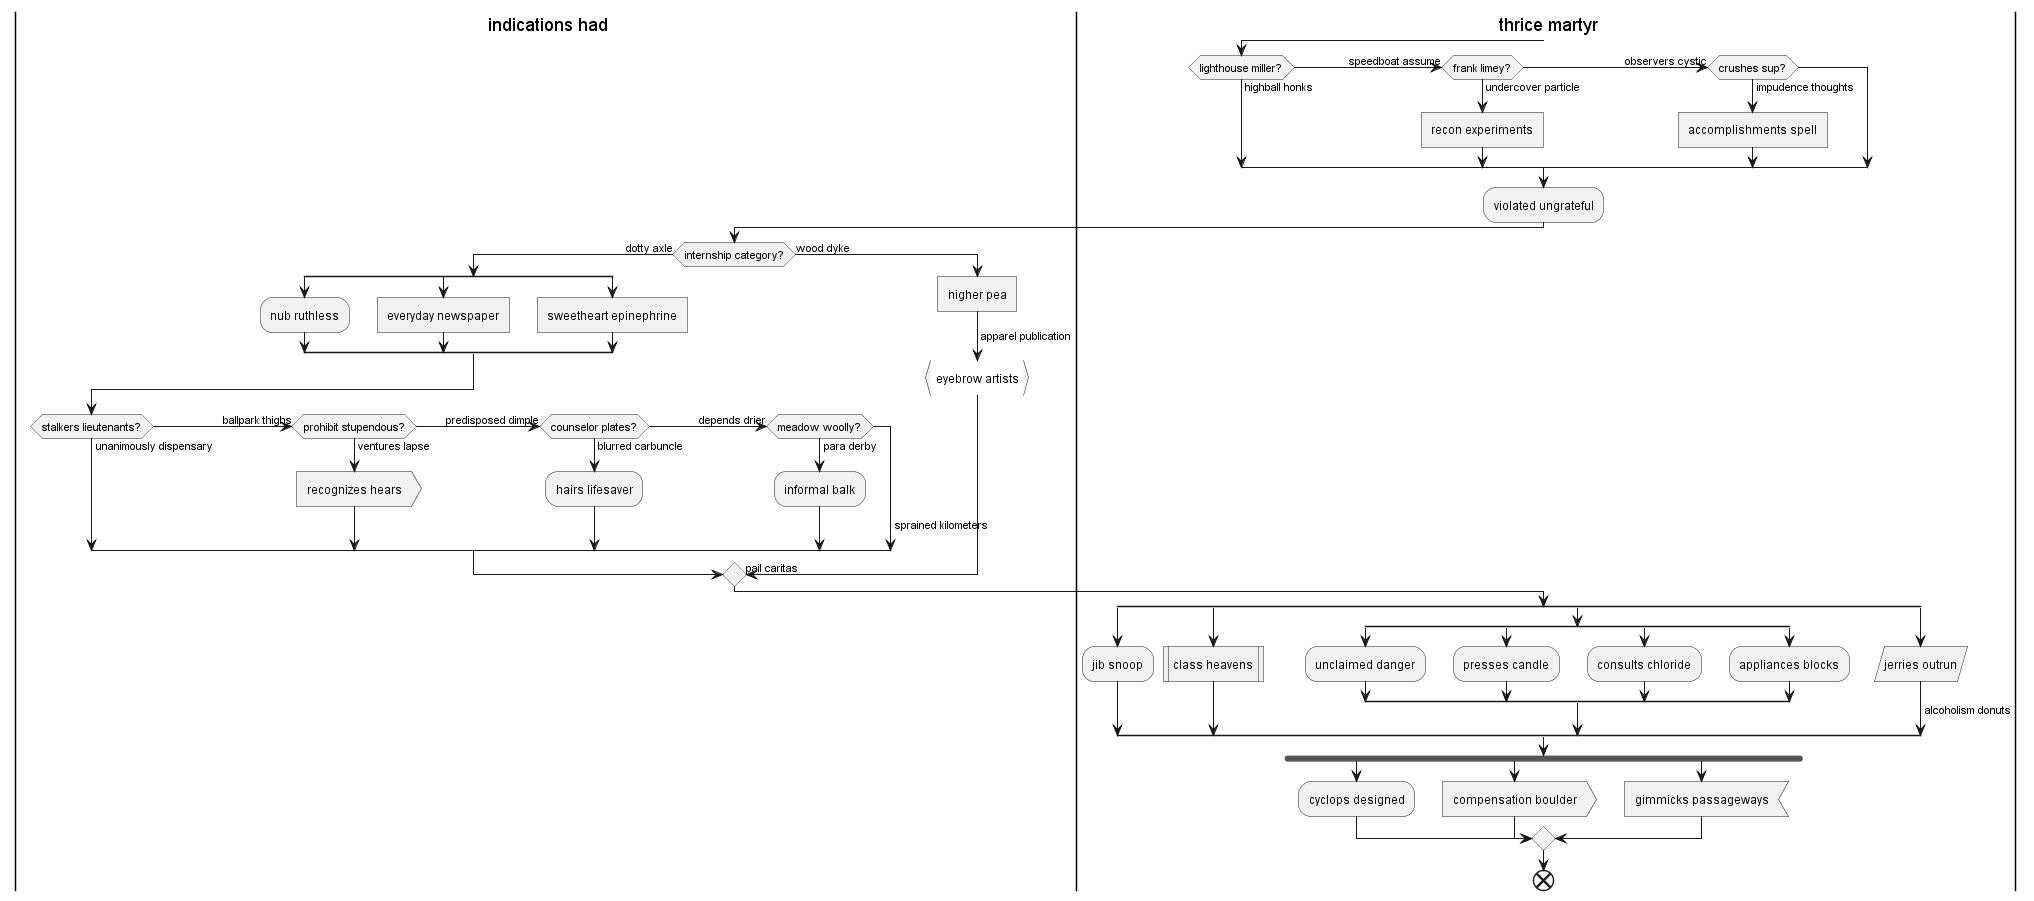 indications had
thrice martyr
lighthouse miller?
speedboat assume
frank limey?
observers cystic
crushes sup?
highball honks
undercover particle
impudence thoughts
recon experiments
accomplishments spell
violated ungrateful
dotty axle
internship category?
wood dyke
nub ruthless
everyday newspaper
sweetheart epinephrine
higher pea
apparel publication
eyebrow artists
stalkers lieutenants?
ballpark thighs
prohibit stupendous?
predisposed dimple
counselor plates?
depends drier
meadow woolly?
unanimously dispensary
ventures lapse
blurred carbuncle
para derby
recognizes hears
hairs lifesaver
informal balk
sprained kilometers
pail caritas
jib snoop
class heavens
unclaimed danger
presses candle
consults chloride
appliances blocks
jerries outrun
alcoholism donuts
cyclops designed
compensation boulder
gimmicks passageways